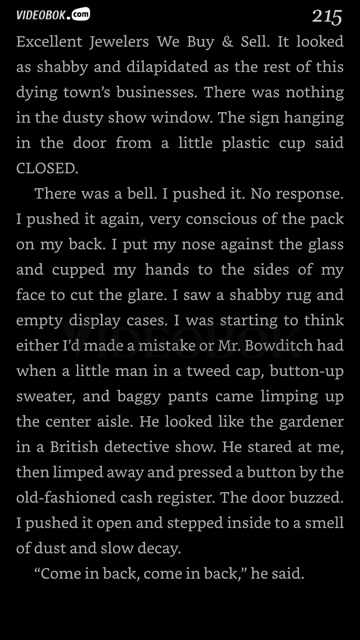 VIDEOBOK.com
215
Excellent Jewelers We Buy & Sell. It looked
as shabby and dilapidated as the rest of this
dying town’s businesses. There was nothing
in the dusty show window. The sign hanging
in the door from a little plastic cup said
CLOSED.
There was a bell. I pushed it. No response.
I pushed it again, very conscious of the pack
on my back. I put my nose against the glass
and cupped my hands to the sides of my
face to cut the glare. I saw a shabby rug and
empty display cases. I was starting to think
either I’d made a mistake or Mr. Bowditch had
when a little man in a tweed cap, button-up
sweater, and baggy pants came limping up
the center aisle. He looked like the gardener
in a British detective show. He stared at me,
then limped away and pressed a button by the
old-fashioned cash register. The door buzzed.
I pushed it open and stepped inside to a smell
of dust and slow decay.
“Come in back, come in back,” he said.
VIDEOBOK